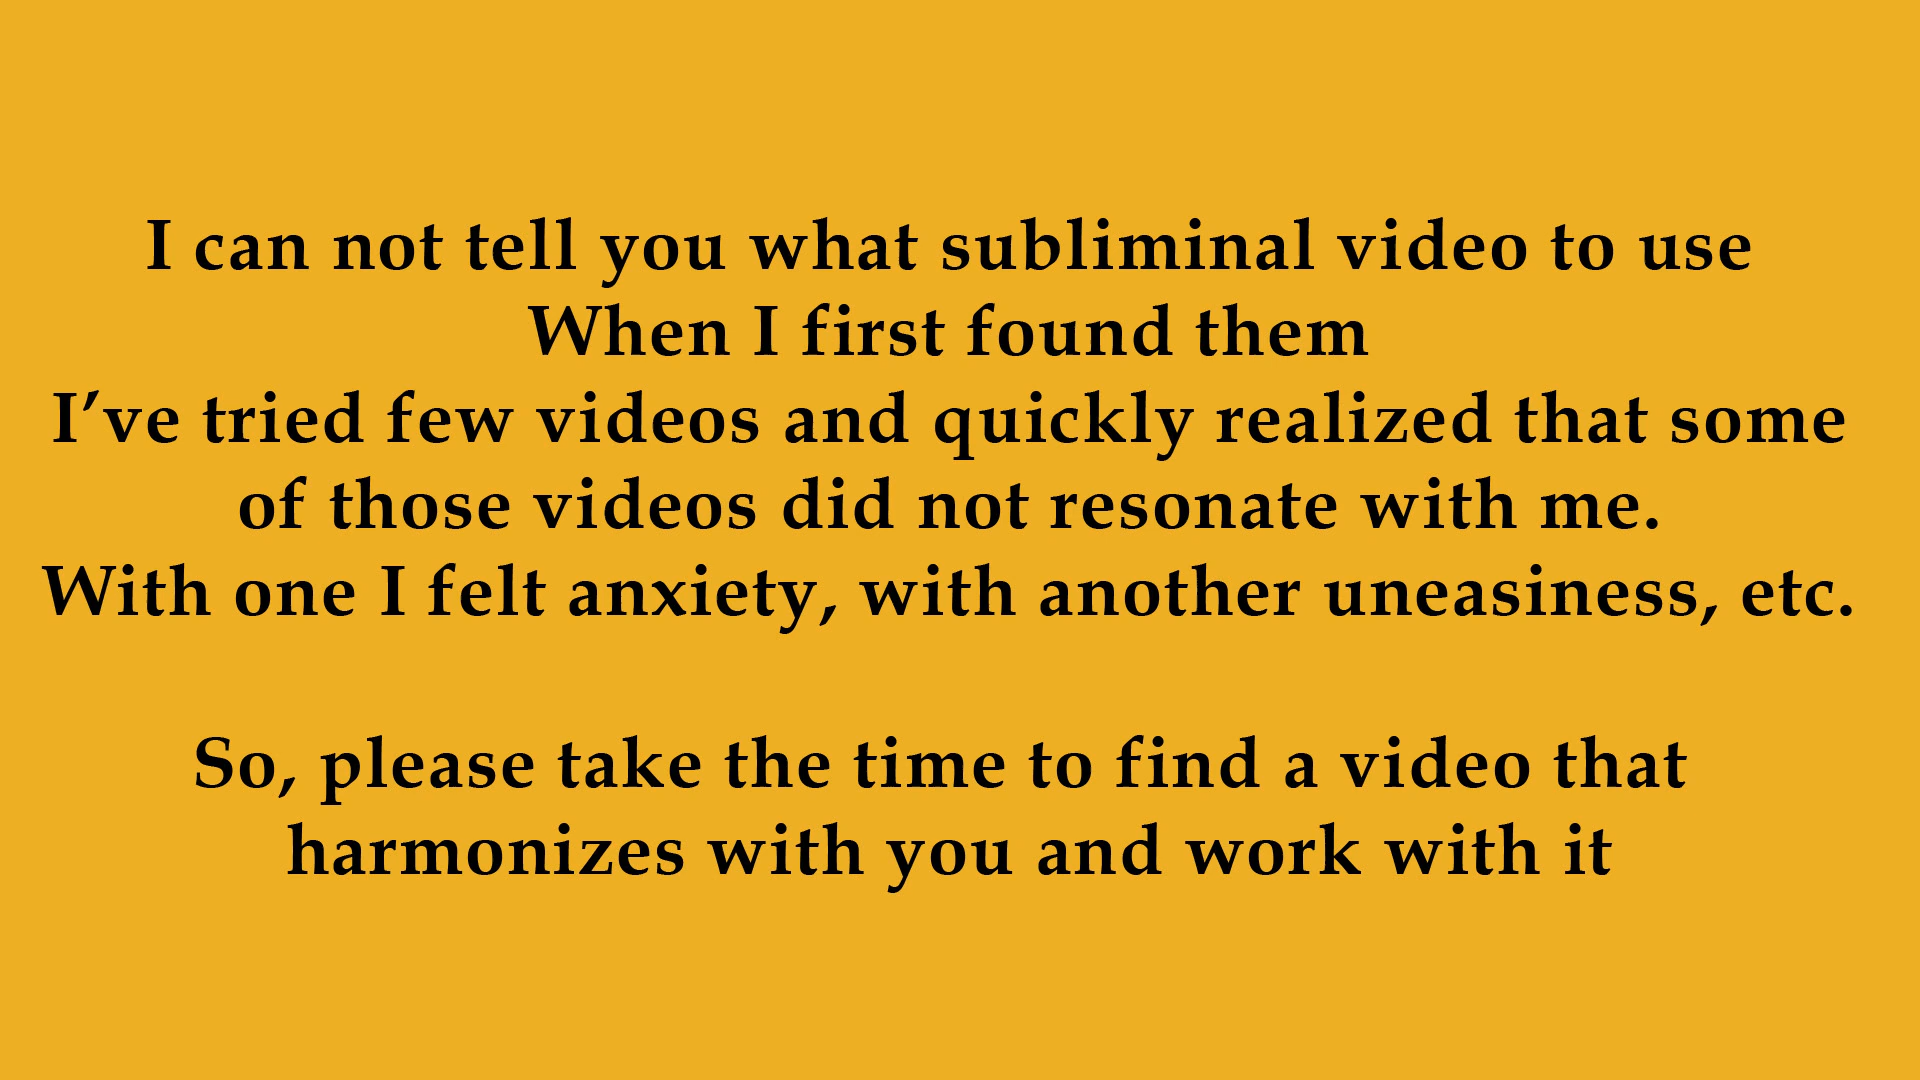 I can not tell you what subliminal video to use
When I first found them
I’ve tried few videos and quickly realized that some
of those videos did not resonate with me.
With one I felt anxiety, with another uneasiness, etc.
So, please take the time to find a video that
harmonizes with you and work with it